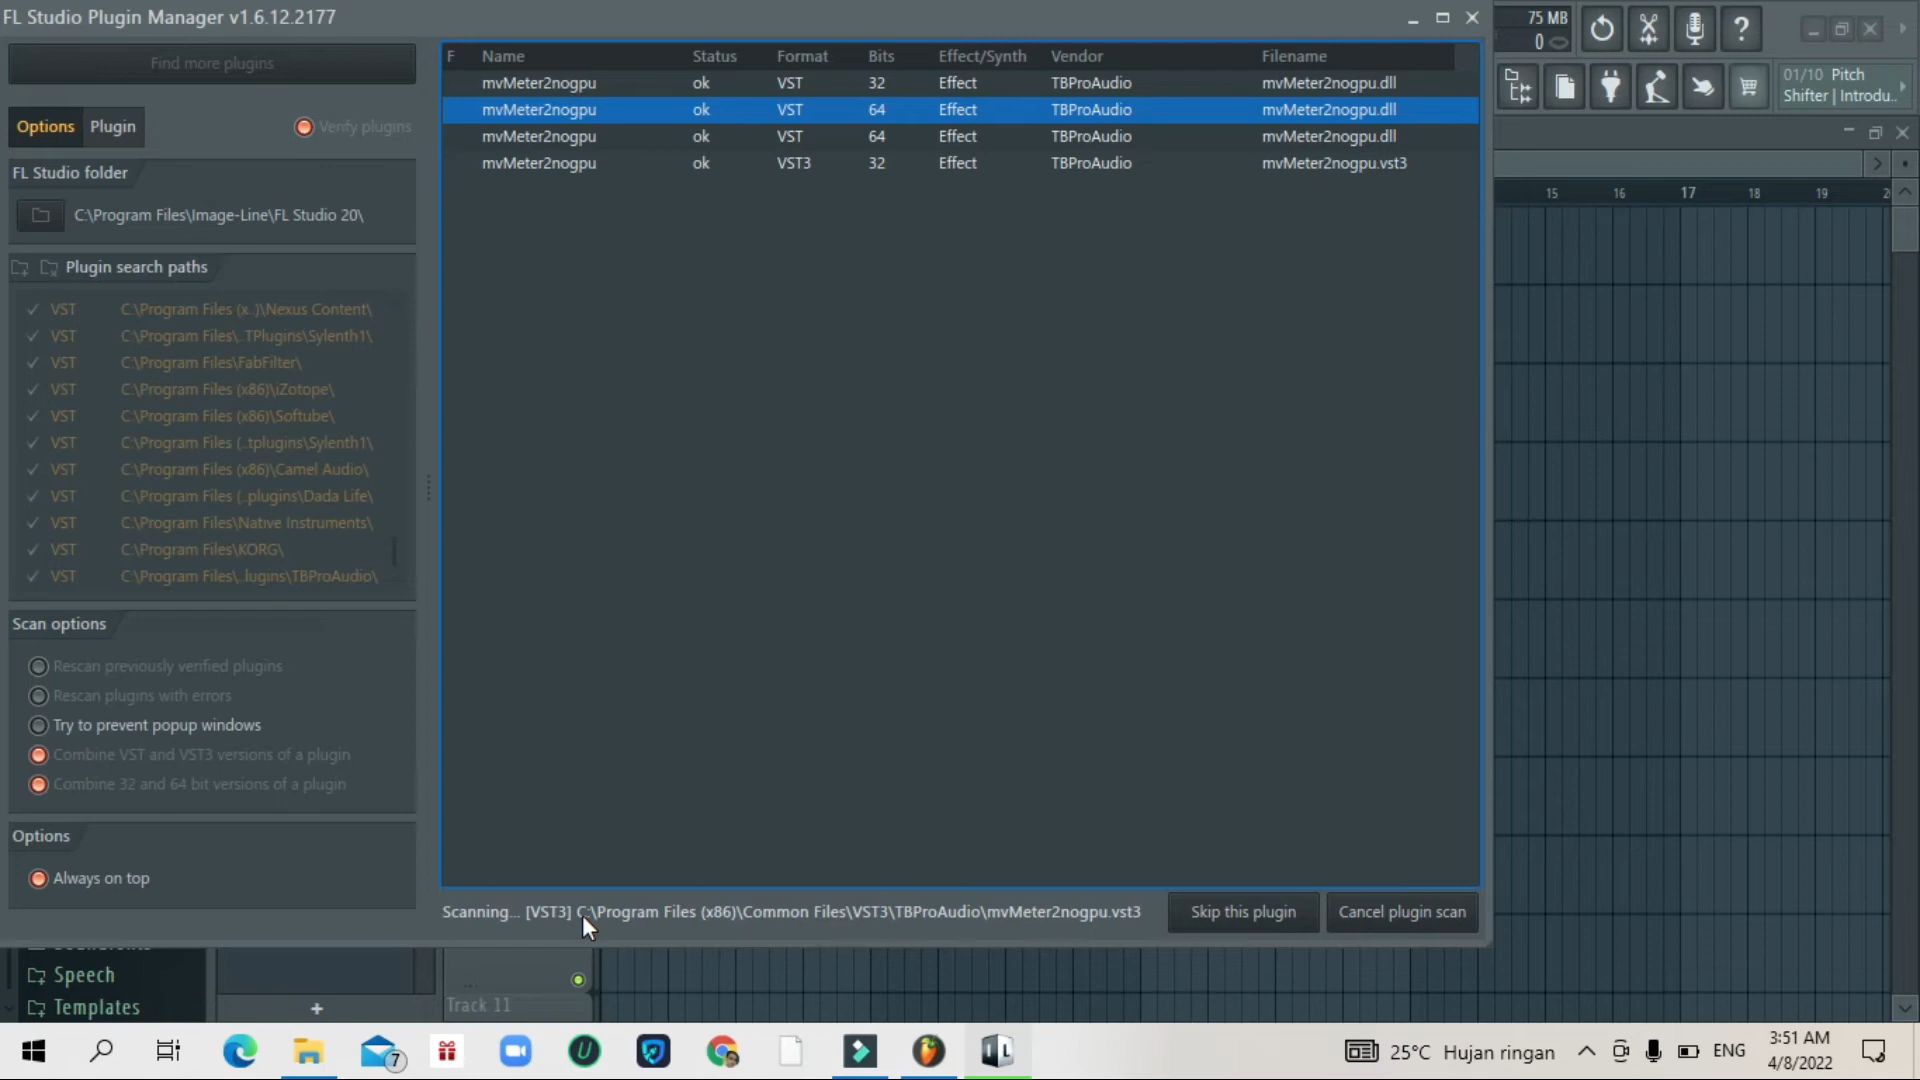 FL Studio Plugin Manager v1.6.12.2177
Find more plugins
Options
Plugin
Verify plugins
FL Studio folder
C:\Program Files\Image-Line\FL Studio 20\
Plugin search paths
VST C:\Program Files (x..)\Nexus Content\
VST C:\Program Files\..TPlugins\Sylenth1\
VST C:\Program Files\FabFilter\
VST C:\Program Files (x86)\iZotope\
VST C:\Program Files (x86)\Softube\
VST C:\Program Files (..tplugins\Sylenth1\
VST C:\Program Files (x86)\Camel Audio\
VST C:\Program Files (..plugins\Dada Life\
VST C:\Program Files\Native Instruments\
VST C:\Program Files\KORG\
VST C:\Program Files\..lugins\TBProAudio\
Scan options
Rescan previously verified plugins
Rescan plugins with errors
Try to prevent popup windows
Combine VST and VST3 versions of a plugin
Combine 32 and 64 bit versions of a plugin
Options
Always on top
F Name Status Format Bits Effect/Synth Vendor Filename
mvMeter2nogpu ok VST 32 Effect TBProAudio mvMeter2nogpu.dll
mvMeter2nogpu ok VST 64 Effect TBProAudio mvMeter2nogpu.dll
mvMeter2nogpu ok VST 64 Effect TBProAudio mvMeter2nogpu.dll
mvMeter2nogpu ok VST3 32 Effect TBProAudio mvMeter2nogpu.vst3
Scanning... [VST3] C:\Program Files (x86)\Common Files\VST3\TBProAudio\mvMeter2nogpu.vst3
Skip this plugin
Cancel plugin scan
75 MB
0
01/10 Pitch
Shifter | Introdu..
15 16 17 18 19
Speech
Templates
+
Track 11
7
25°C Hujan ringan
ENG
3:51 AM
4/8/2022